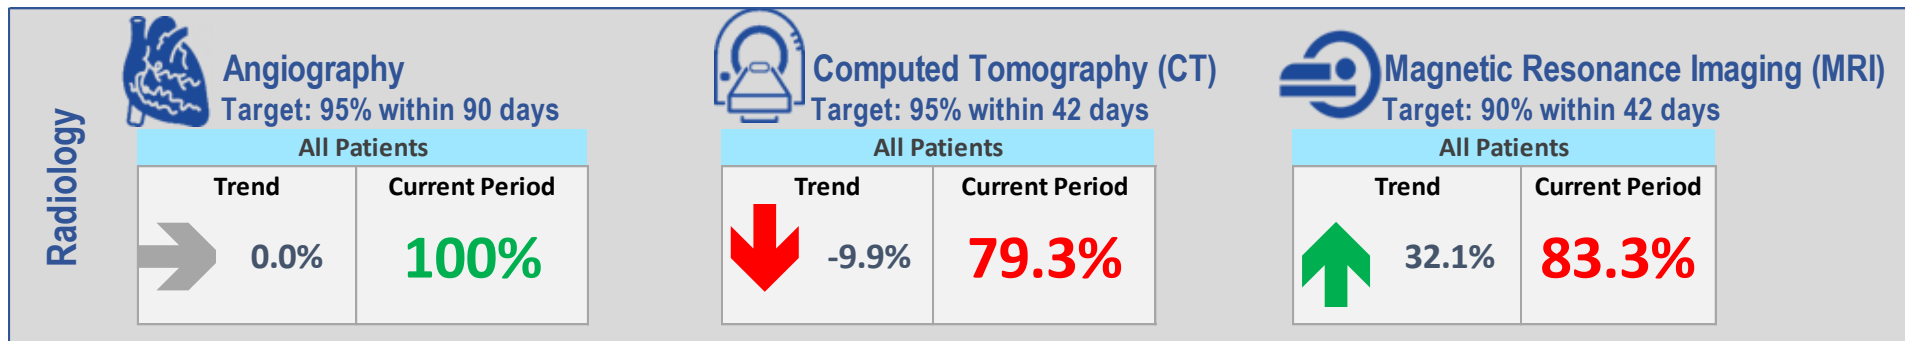 Radiology
Angiography
Target: 95% within 90 days
All Patients
Trend
Current Period
0.0%
100%
Computed Tomography (CT)
Target: 95% within 42 days
All Patients
Trend
Current Period
-9.9%
79.3%
Magnetic Resonance Imaging (MRI)
Target: 90% within 42 days
All Patients
Trend
Current Period
32.1%
83.3%